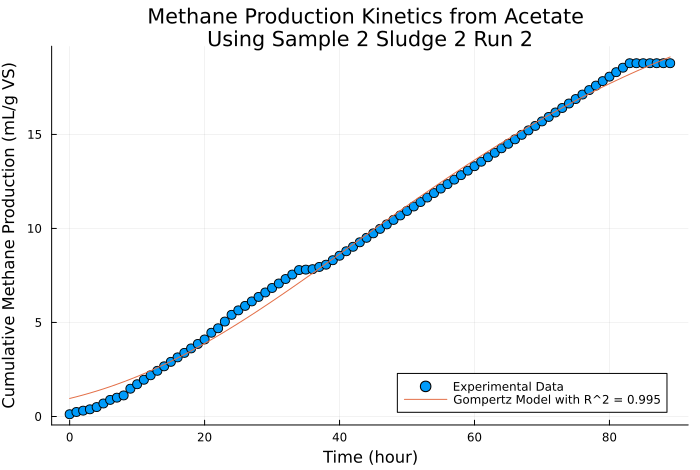 Methane Production Kinetics from Acetate
Using Sample 2 Sludge 2 Run 2
Cumulative Methane Production (mL/g VS)
15
10
5
0
0
20
40
60
80
Time (hour)
Experimental Data
Gompertz Model with R^2 = 0.995